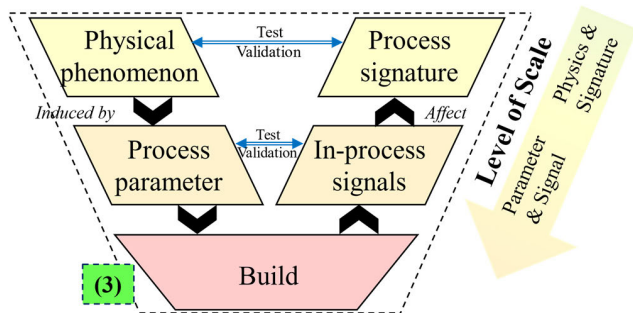 Physical
phenomenon
Test
Validation
Process
signature
Induced by
Affect
Process
parameter
Test
Validation
In-process
signals
Build
(3)
Level of Scale
Physics &
Signature
Parameter
& Signal